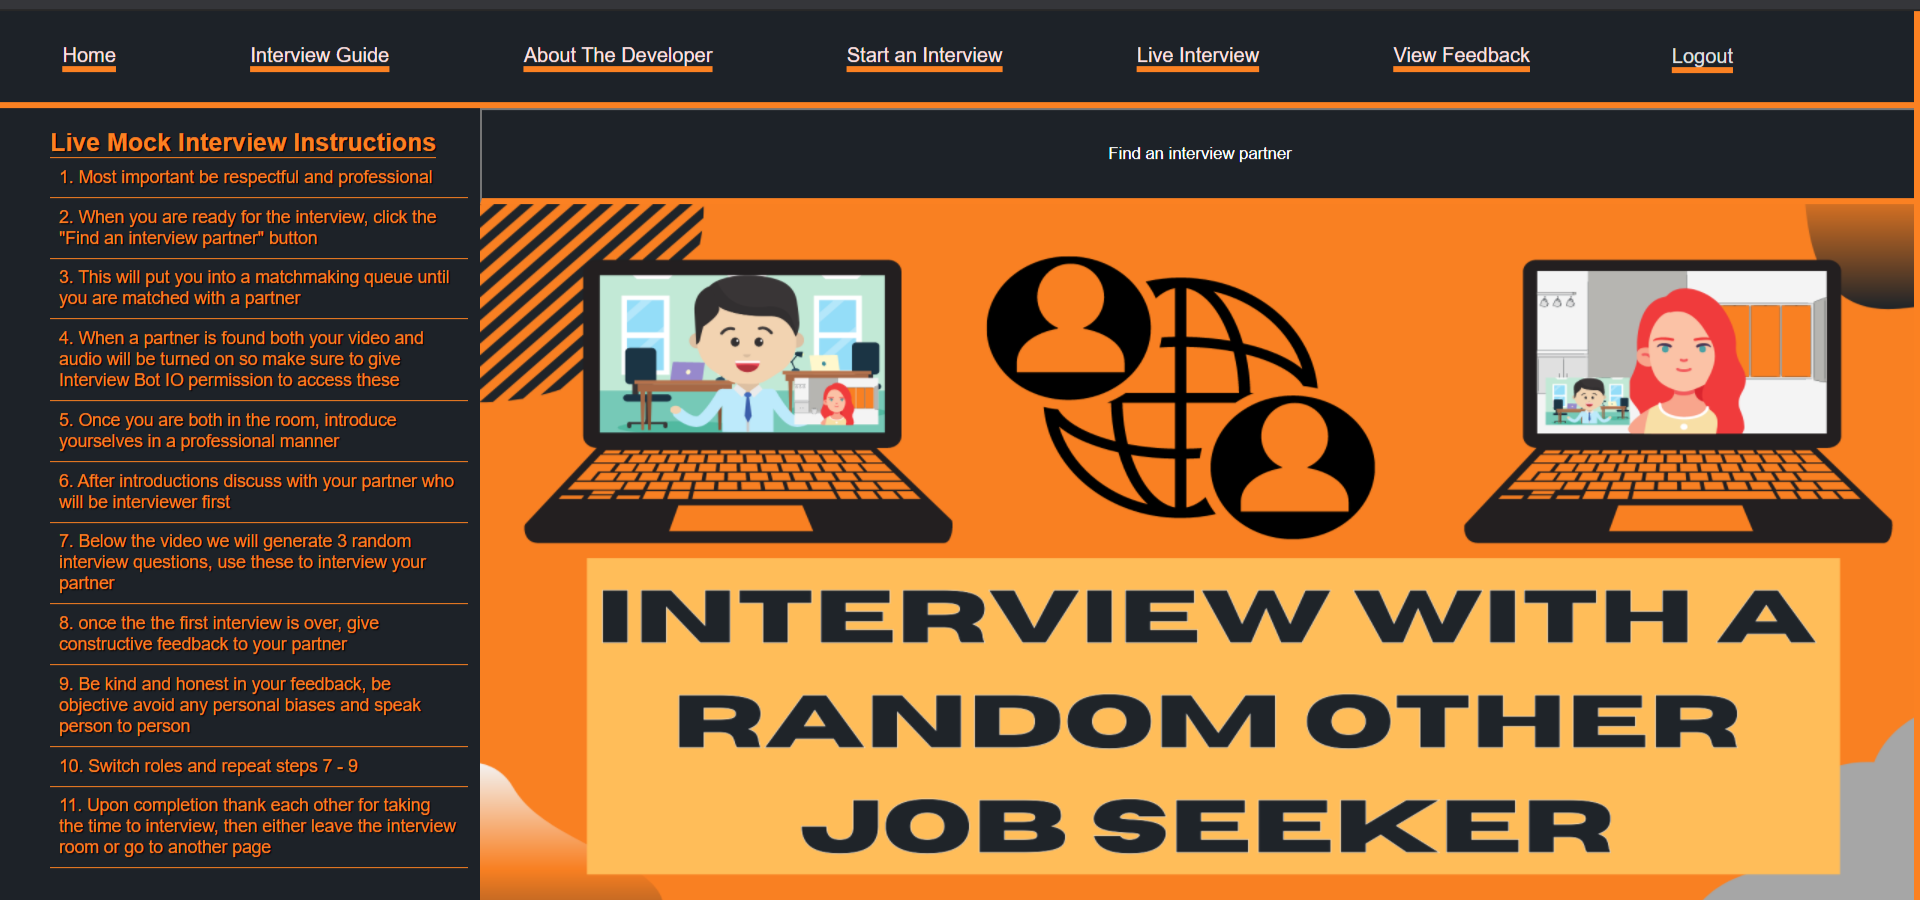 Home Interview Guide About The Developer Start an Interview Live Interview View Feedback Logout
Live Mock Interview Instructions
1. Most important be respectful and professional
2. When you are ready for the interview, click the
"Find an interview partner" button
3. This will put you into a matchmaking queue until
you are matched with a partner
4. When a partner is found both your video and
audio will be turned on so make sure to give
Interview Bot IO permission to access these
5. Once you are both in the room, introduce
yourselves in a professional manner
6. After introductions discuss with your partner who
will be interviewer first
7. Below the video we will generate 3 random
interview questions, use these to interview your
partner
8. once the the first interview is over, give
constructive feedback to your partner
9. Be kind and honest in your feedback, be
objective avoid any personal biases and speak
person to person
10. Switch roles and repeat steps 7 - 9
11. Upon completion thank each other for taking
the time to interview, then either leave the interview
room or go to another page
Find an interview partner
INTERVIEW WITH A
RANDOM OTHER
JOB SEEKER